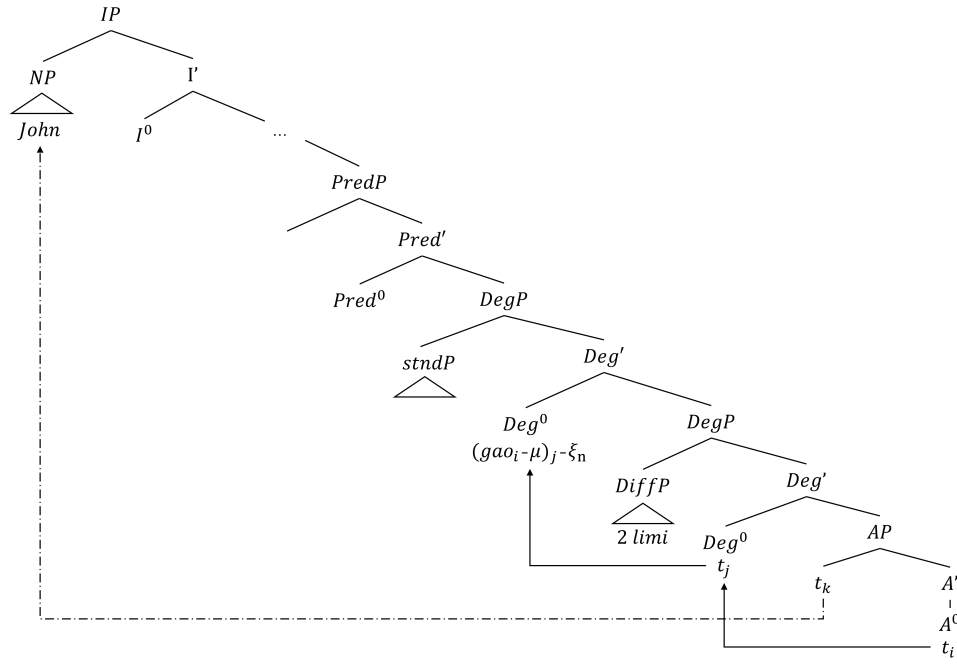 IP
NP
I’
John
I⁰
...
PredP
Pred′
Pred⁰
DegP
stndP
Deg′
Deg⁰
DegP
(gaoᵢ-μ)ⱼ-ξₙ
DiffP
Deg’
2 limi
Deg⁰
AP
tⱼ
tₖ
A’
A⁰
tᵢ